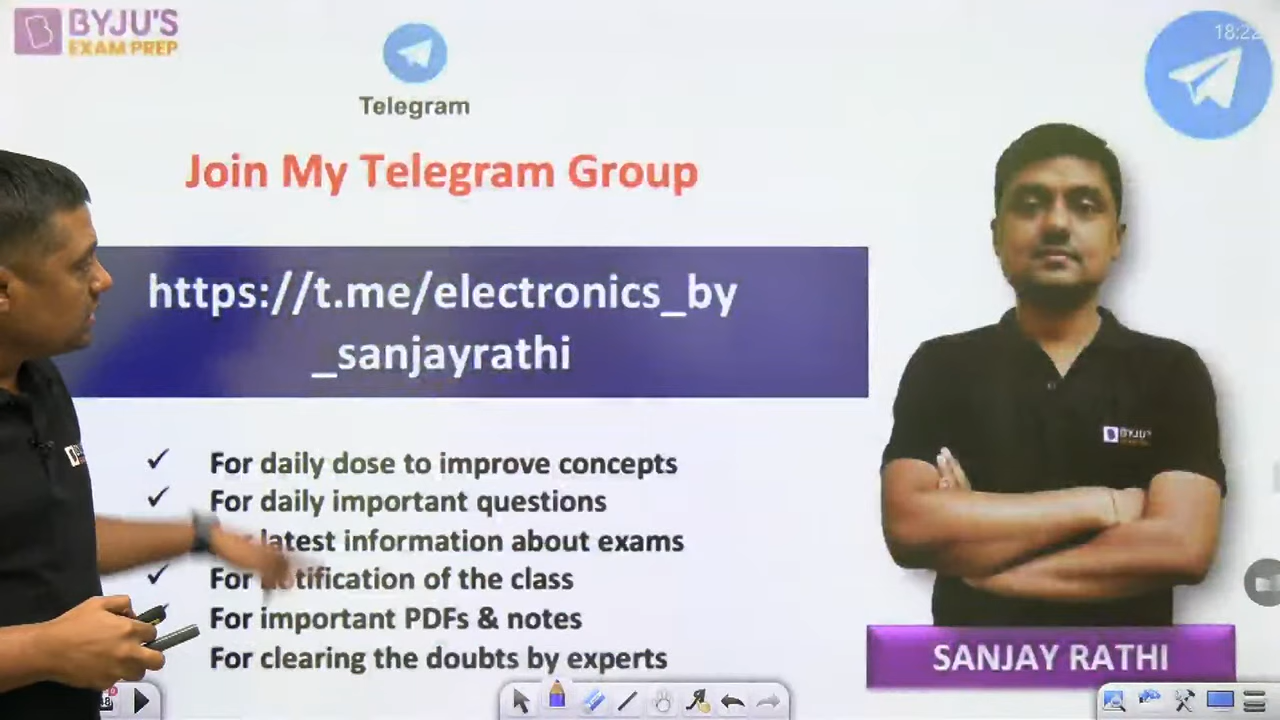 BYJU'S
EXAM PREP
18:22
Telegram
Join My Telegram Group
https://t.me/electronics_by
_sanjayrathi
BYJU'S
✓ For daily dose to improve concepts
✓ For daily important questions
latest information about exams
✓ For notification of the class
For important PDFs & notes
For clearing the doubts by experts
SANJAY RATHI